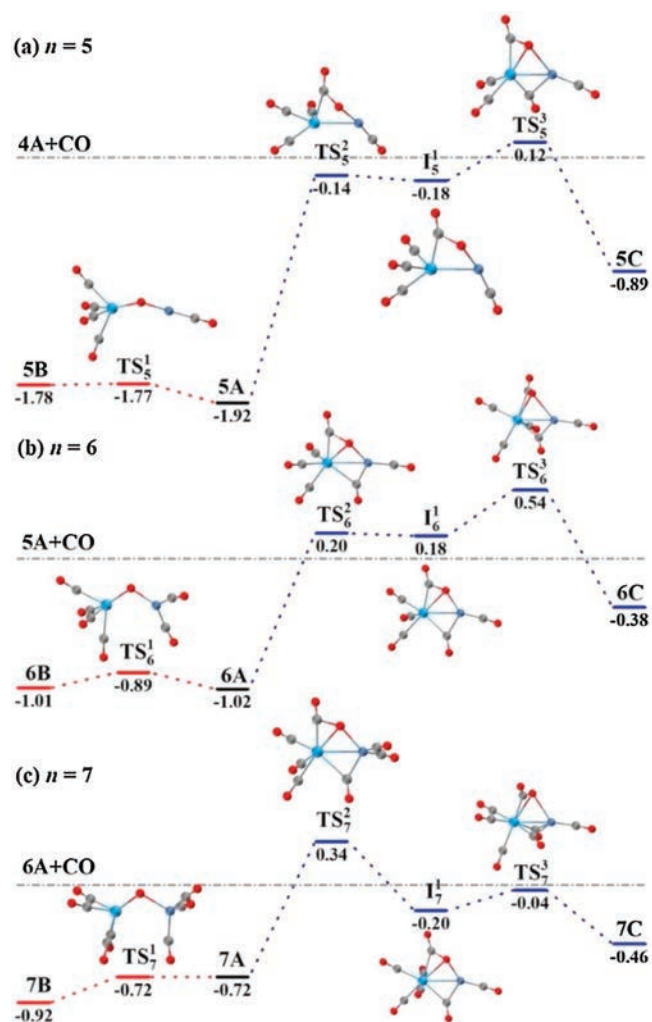 (a) n = 5
4A+CO
TS₅²
-0.14
I₅¹
-0.18
TS₅³
0.12
5C
-0.89
5B
-1.78
TS₅¹
-1.77
5A
-1.92
(b) n = 6
5A+CO
TS₆²
0.20
I₆¹
0.18
TS₆³
0.54
6C
-0.38
6B
-1.01
TS₆¹
-0.89
6A
-1.02
(c) n = 7
6A+CO
TS₇²
0.34
I₇¹
-0.20
TS₇³
-0.04
7C
-0.46
7B
-0.92
TS₇¹
-0.72
7A
-0.72